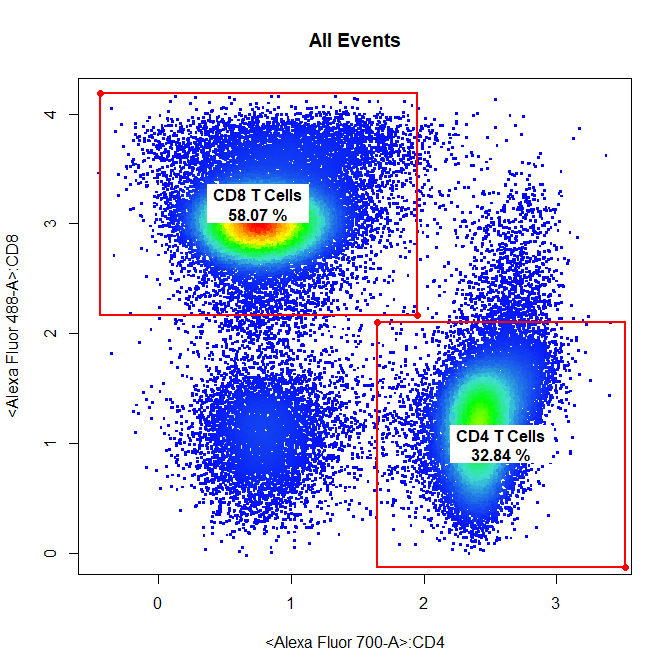 All Events
4
3
2
1
0
<Alexa Fluor 488-A>:CD8
CD8 T Cells
58.07 %
CD4 T Cells
32.84 %
0 1 2 3
<Alexa Fluor 700-A>:CD4